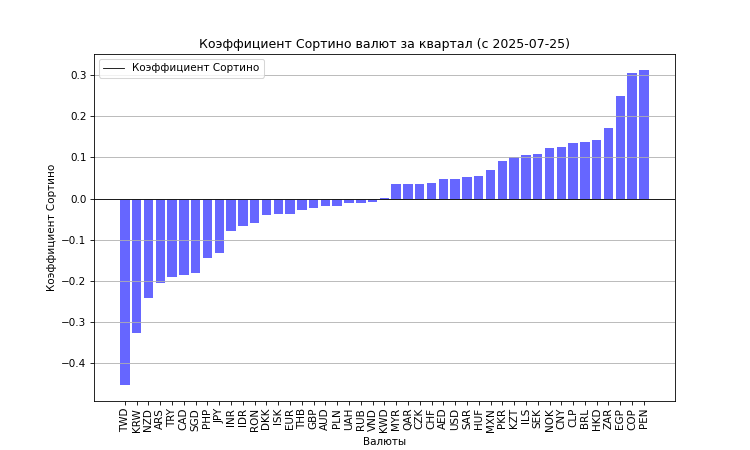 Коэффициент Сортино валют за квартал (с 2025-07-25)
Коэффициент Сортино
0.3
0.2
0.1
0.0
−0.1
−0.2
−0.3
−0.4
Коэффициент Сортино
TWD KRW NZD ARS TRY CAD SGD PHP JPY INR IDR RON DKK ISK EUR THB GBP AUD PLN UAH RUB VND KWD MYR QAR CZK CHF AED USD SAR HUF MXN PKR KZT ILS SEK NOK CNY CLP BRL HKD ZAR EGP COP PEN
Валюты